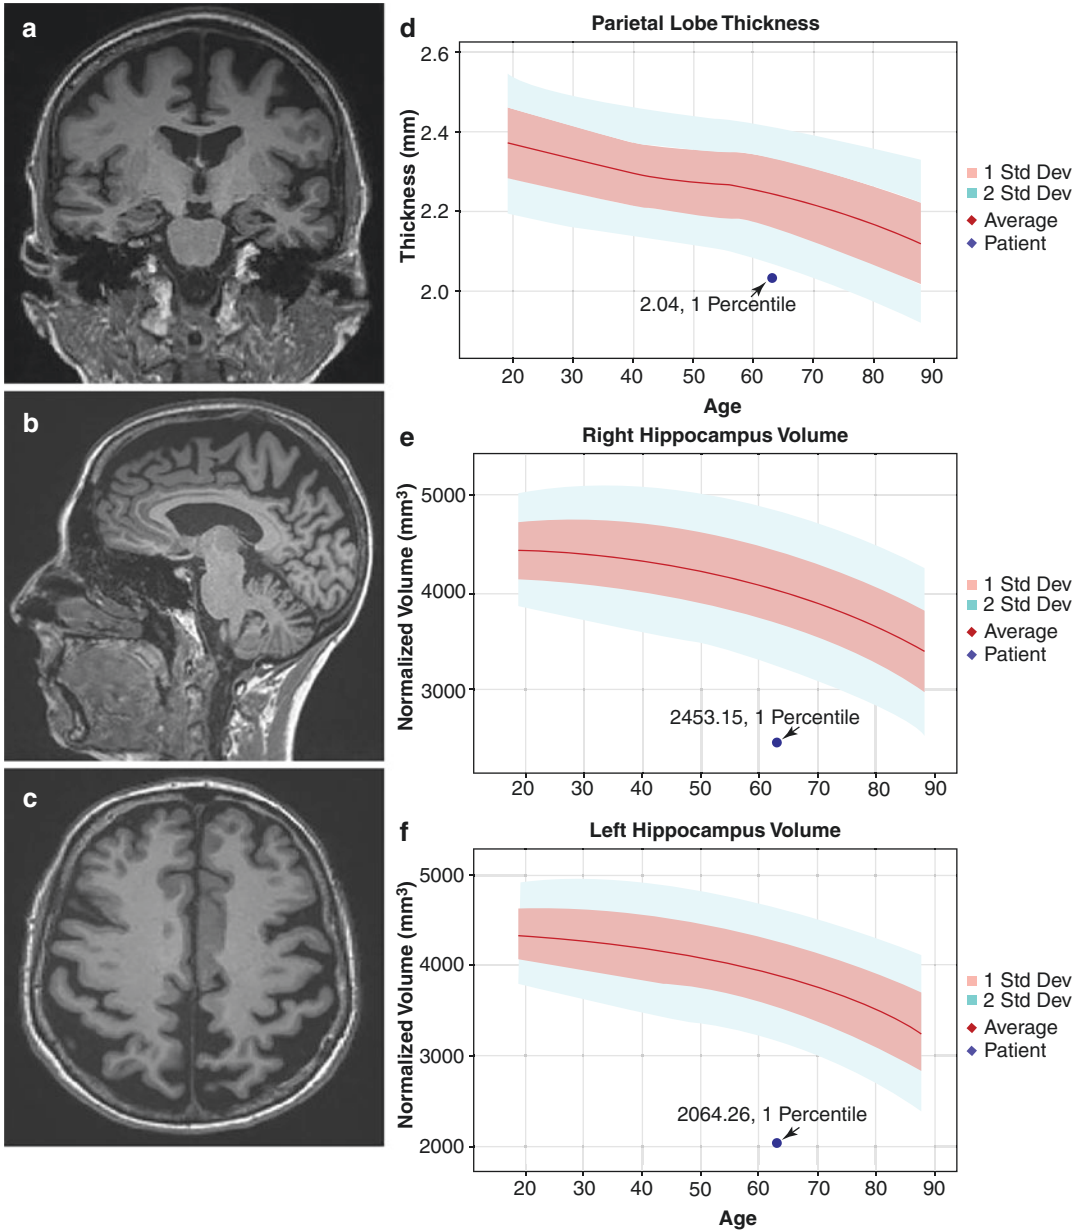 a
b
c
d
Parietal Lobe Thickness
Thickness (mm)
2.6
2.4
2.2
2.0
2.04, 1 Percentile
20 30 40 50 60 70 80 90
Age
1 Std Dev
2 Std Dev
Average
Patient
e
Right Hippocampus Volume
Normalized Volume (mm³)
5000
4000
3000
2453.15, 1 Percentile
20 30 40 50 60 70 80 90
1 Std Dev
2 Std Dev
Average
Patient
f
Left Hippocampus Volume
Normalized Volume (mm³)
5000
4000
3000
2000
2064.26, 1 Percentile
20 30 40 50 60 70 80 90
Age
1 Std Dev
2 Std Dev
Average
Patient